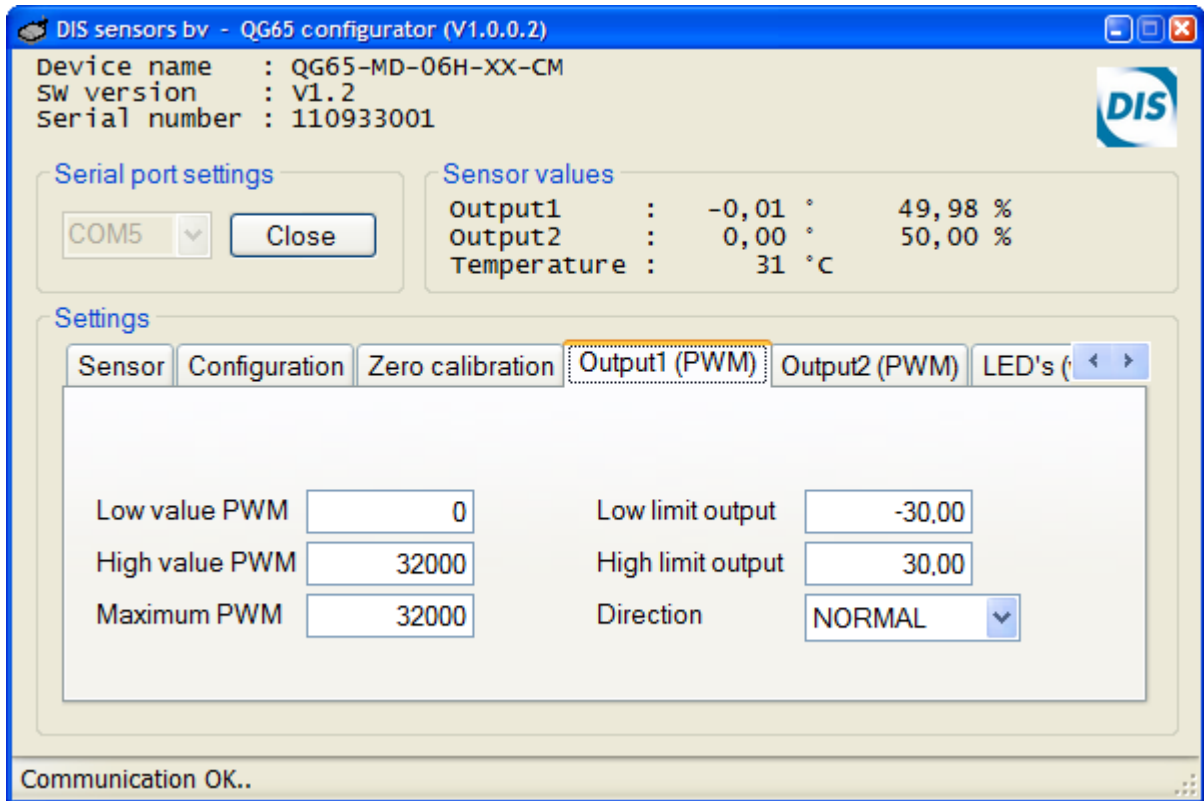 DIS sensors bv - QG65 configurator (V1.0.0.2)
Device name : QG65-MD-06H-XX-CM
SW version : V1.2
Serial number : 110933001
DIS
Serial port settings
COM5 Close
Sensor values
Output1 : -0,01 ° 49,98 %
Output2 : 0,00 ° 50,00 %
Temperature : 31 °C
Settings
Sensor Configuration Zero calibration Output1 (PWM) Output2 (PWM) LED's (
Low value PWM 0 Low limit output -30,00
High value PWM 32000 High limit output 30,00
Maximum PWM 32000 Direction NORMAL
Communication OK..